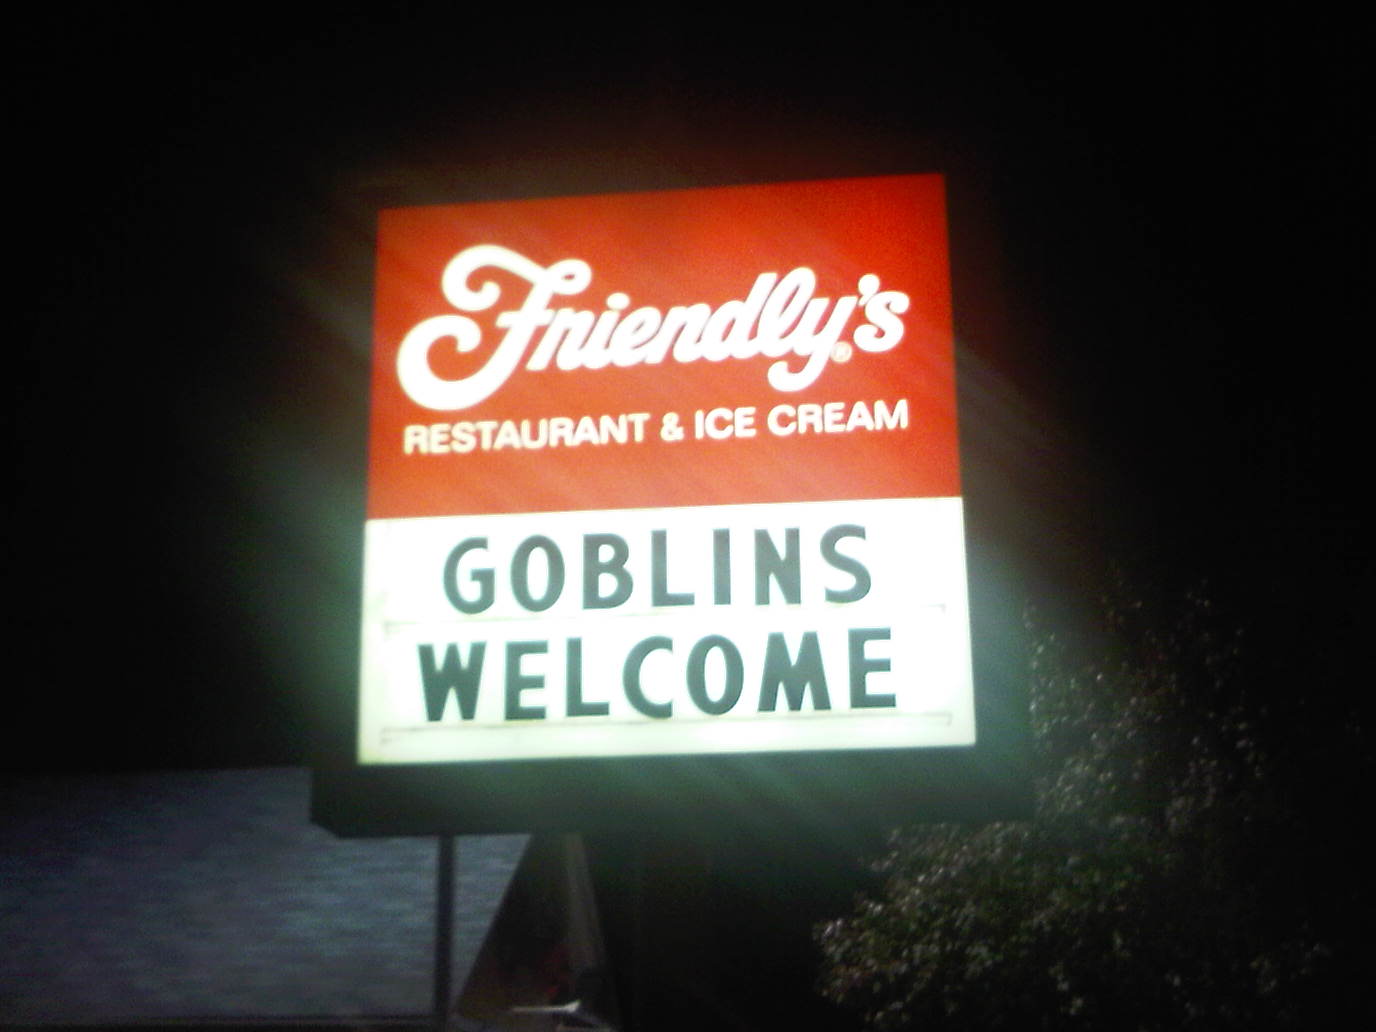 Friendly's®
RESTAURANT & ICE CREAM
GOBLINS
WELCOME